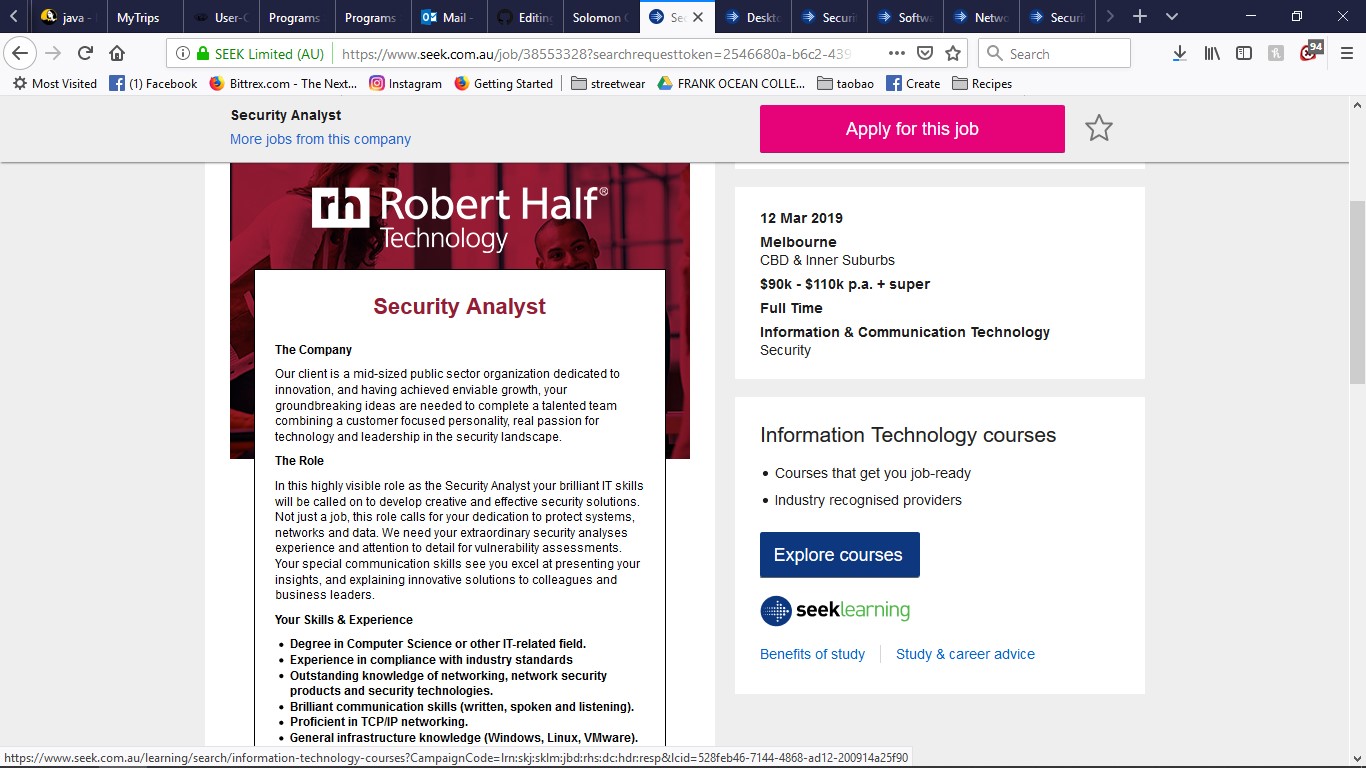 java -
MyTrips
User-C
Programs
Programs
Mail -
Editing
Solomon
Se
Deskt
Securi
Softw
Netwo
Securi
SEEK Limited (AU)
https://www.seek.com.au/job/38553328?searchrequesttoken=2546680a-b6c2-439
Search
94
Most Visited
(1) Facebook
Bittrex.com - The Next...
Instagram
Getting Started
streetwear
FRANK OCEAN COLLE...
taobao
Create
Recipes
Security Analyst
More jobs from this company
Apply for this job
rh Robert Half®
Technology
Security Analyst
The Company
Our client is a mid-sized public sector organization dedicated to
innovation, and having achieved enviable growth, your
groundbreaking ideas are needed to complete a talented team
combining a customer focused personality, real passion for
technology and leadership in the security landscape.
The Role
In this highly visible role as the Security Analyst your brilliant IT skills
will be called on to develop creative and effective security solutions.
Not just a job, this role calls for your dedication to protect systems,
networks and data. We need your extraordinary security analyses
experience and attention to detail for vulnerability assessments.
Your special communication skills see you excel at presenting your
insights, and explaining innovative solutions to colleagues and
business leaders.
Your Skills & Experience
• Degree in Computer Science or other IT-related field.
• Experience in compliance with industry standards
• Outstanding knowledge of networking, network security
products and security technologies.
• Brilliant communication skills (written, spoken and listening).
• Proficient in TCP/IP networking.
• General infrastructure knowledge (Windows, Linux, VMware).
12 Mar 2019
Melbourne
CBD & Inner Suburbs
$90k - $110k p.a. + super
Full Time
Information & Communication Technology
Security
Information Technology courses
• Courses that get you job-ready
• Industry recognised providers
Explore courses
seeklearning
Benefits of study
Study & career advice
https://www.seek.com.au/learning/search/information-technology-courses?CampaignCode=lrn:skj:sklm:jbd:rhs:dc:hdr:resp&lcid=528feb46-7144-4868-ad12-200914a25f90